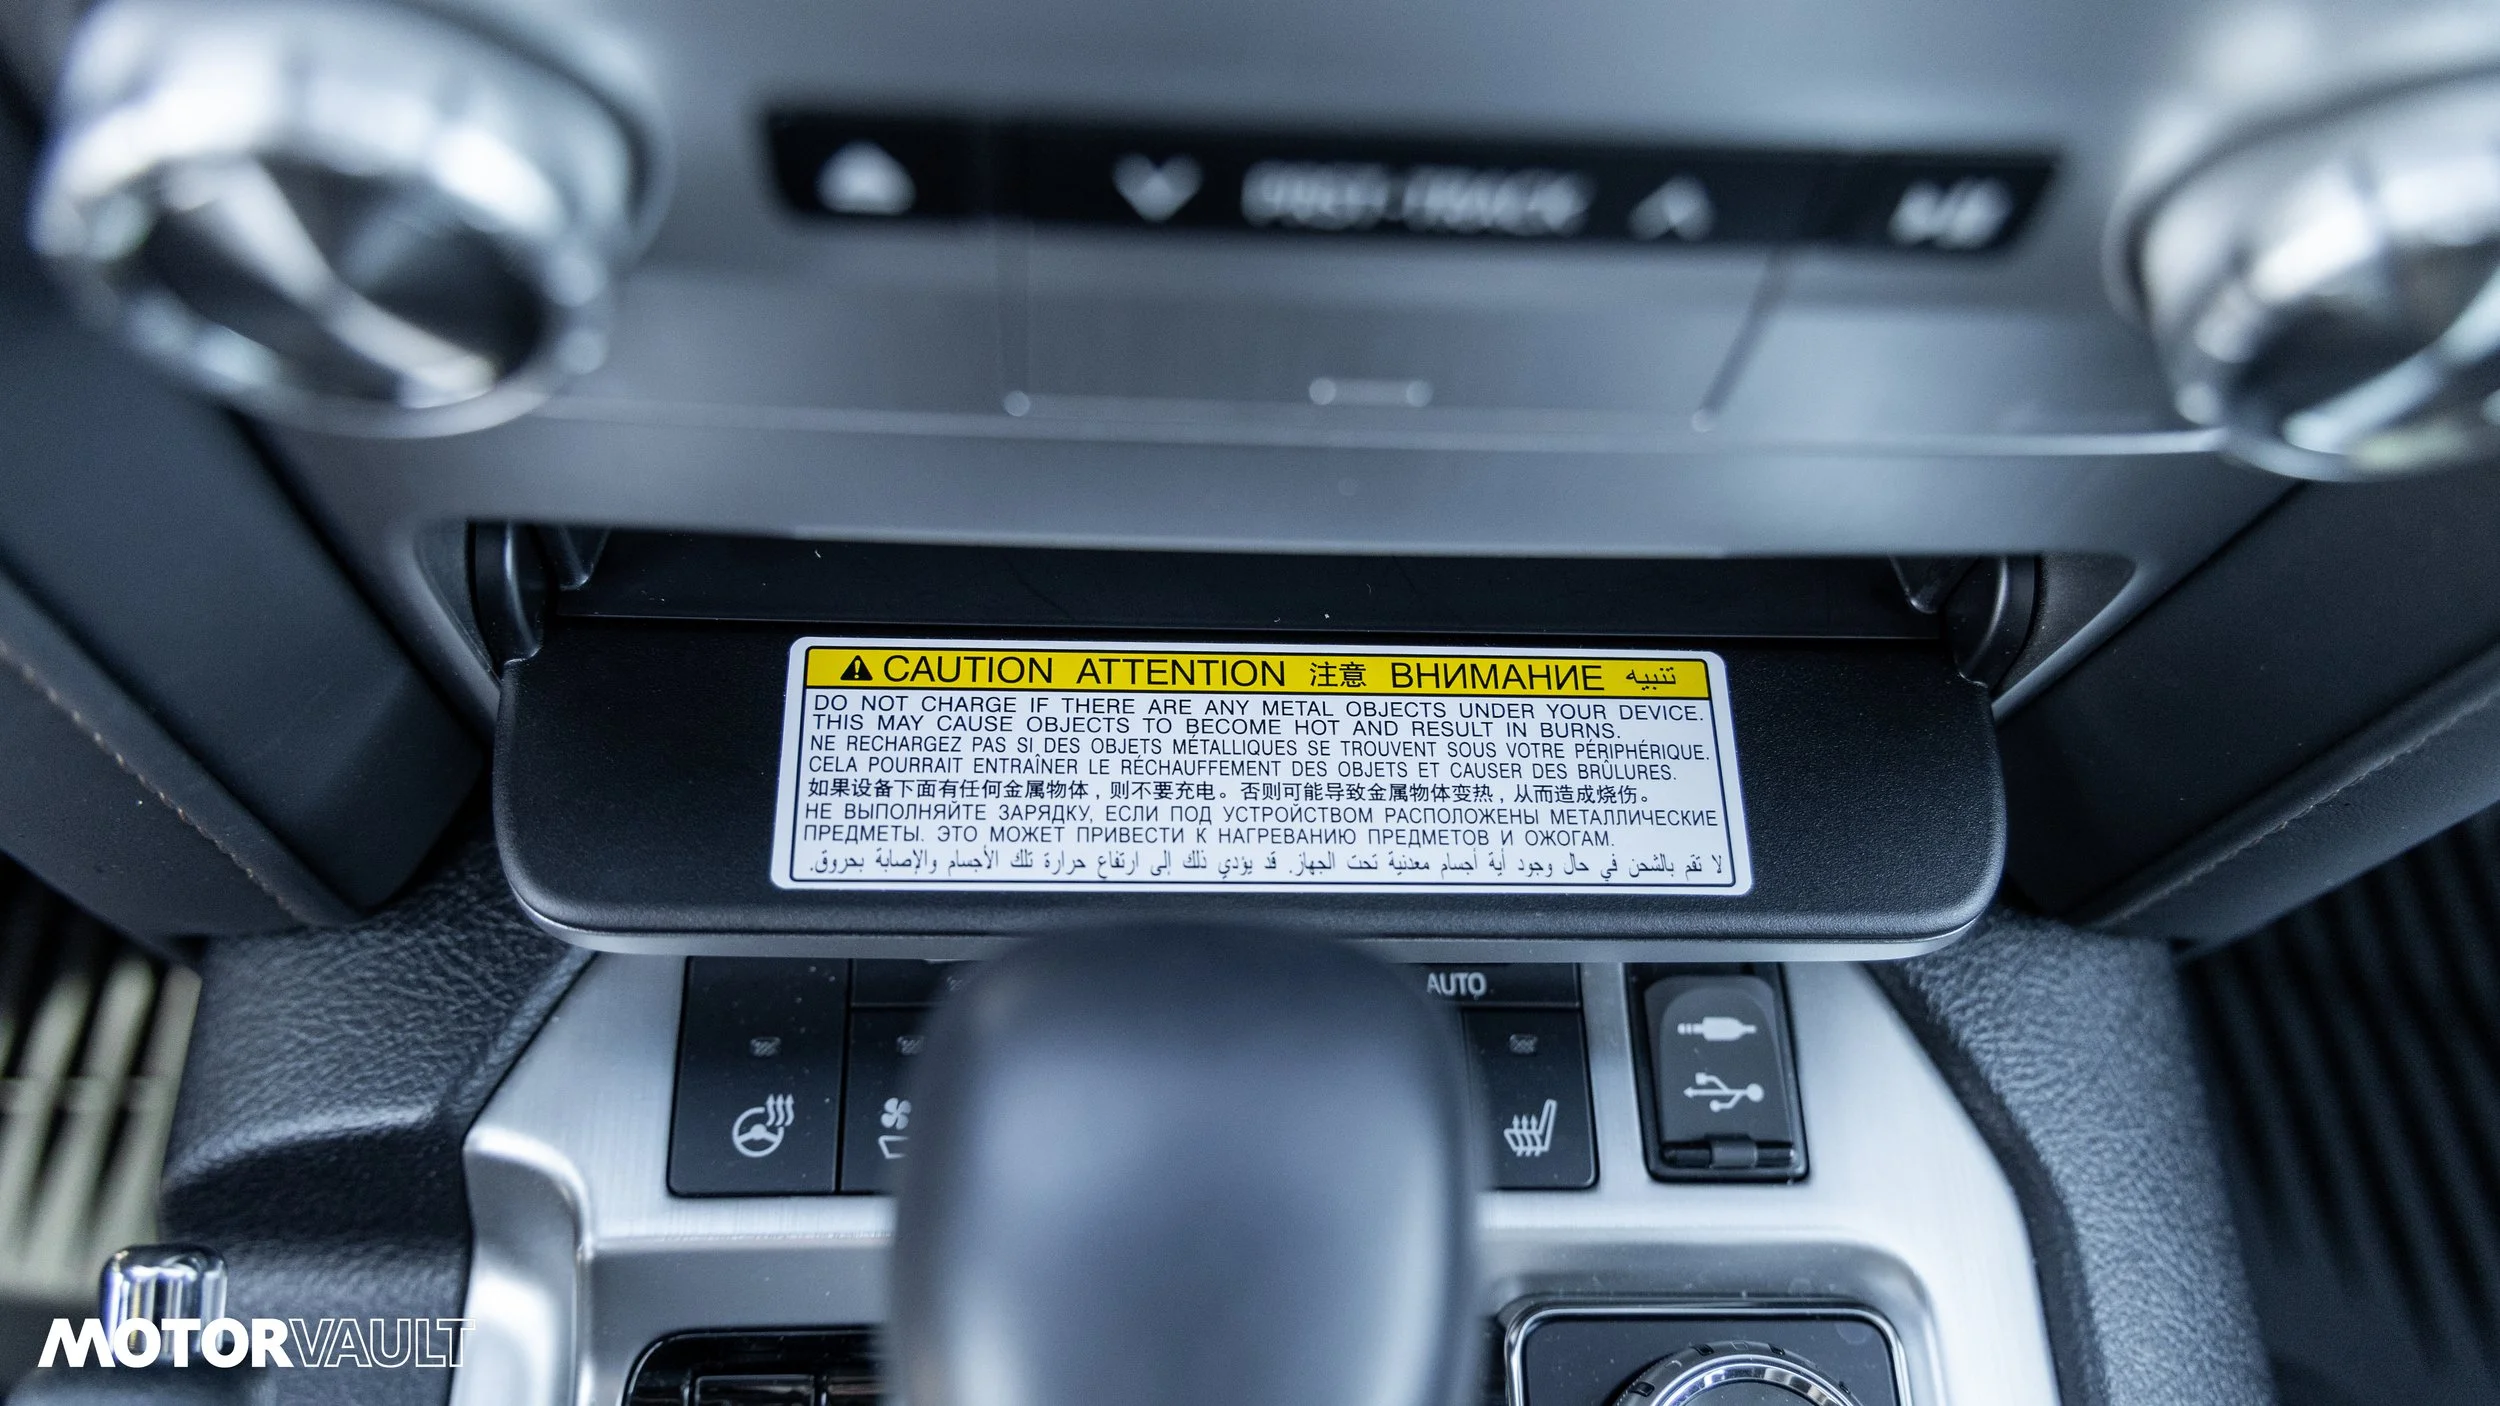 CAUTION ATTENTION 注意 ВНИМАНИЕ تنبيه
DO NOT CHARGE IF THERE ARE ANY METAL OBJECTS UNDER YOUR DEVICE.
THIS MAY CAUSE OBJECTS TO BECOME HOT AND RESULT IN BURNS.
NE RECHARGEZ PAS SI DES OBJETS MÉTALLIQUES SE TROUVENT SOUS VOTRE PÉRIPHÉRIQUE.
CELA POURRAIT ENTRAÎNER LE RÉCHAUFFEMENT DES OBJETS ET CAUSER DES BRÛLURES.
如果设备下面有任何金属物体，则不要充电。否则可能导致金属物体变热，从而造成烧伤。
НЕ ВЫПОЛНЯЙТЕ ЗАРЯДКУ, ЕСЛИ ПОД УСТРОЙСТВОМ РАСПОЛОЖЕНЫ МЕТАЛЛИЧЕСКИЕ
ПРЕДМЕТЫ. ЭТО МОЖЕТ ПРИВЕСТИ К НАГРЕВАНИЮ ПРЕДМЕТОВ И ОЖОГАМ.
لا تقم بالشحن في حال وجود أية أجسام معدنية تحت الجهاز. قد يؤدي ذلك إلى ارتفاع حرارة تلك الأجسام والإصابة بحروق.
AUTO
MOTORVAULT